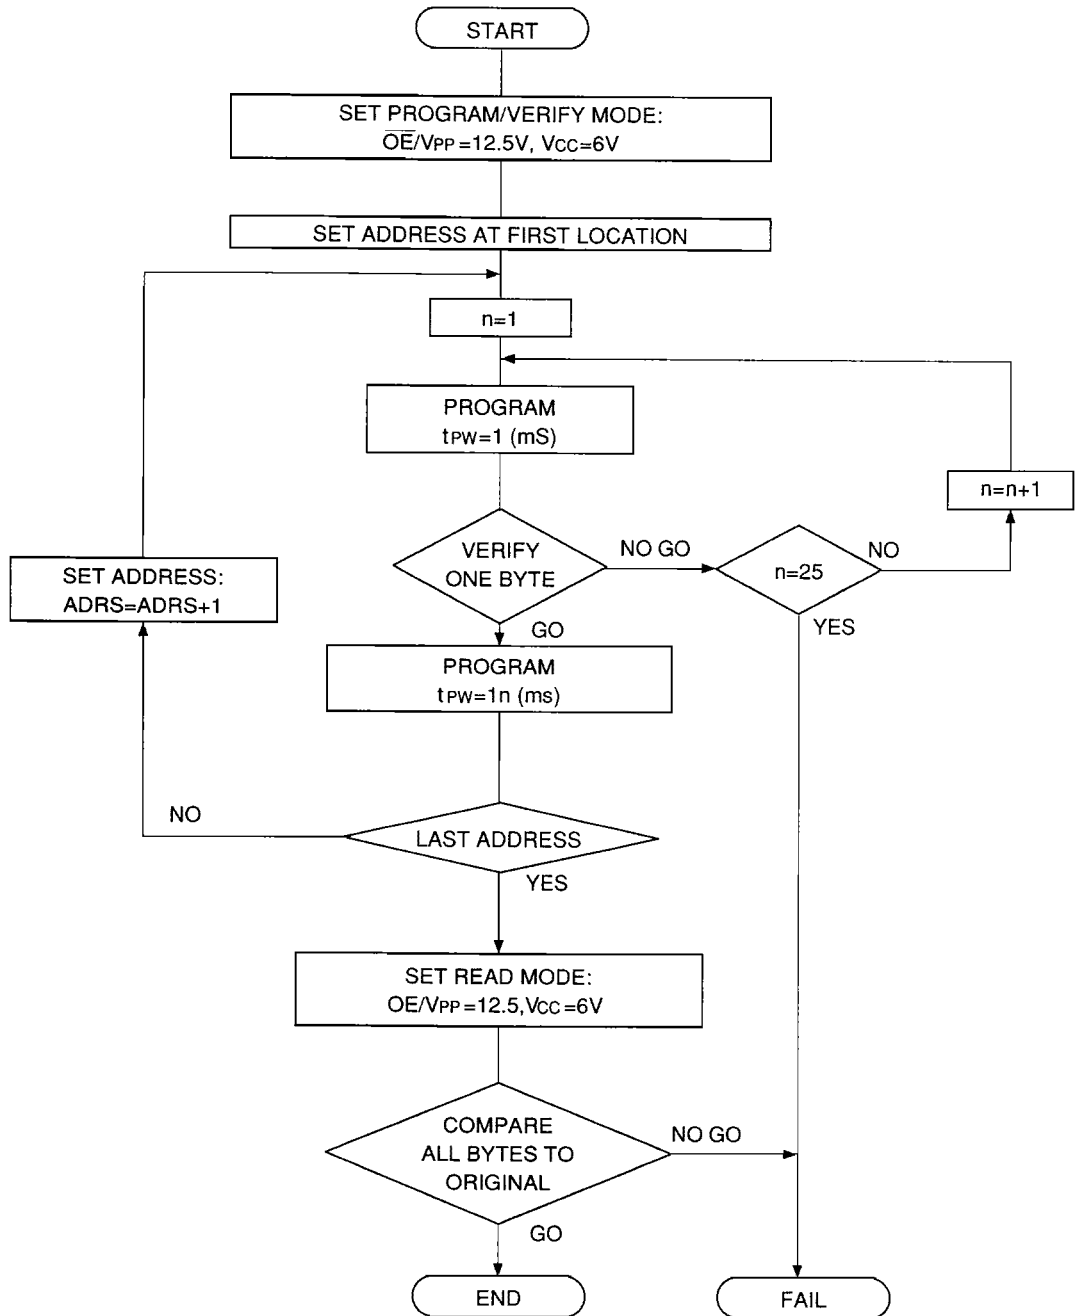 START
SET PROGRAM/VERIFY MODE:
O̅E̅/VPP=12.5V, VCC=6V
SET ADDRESS AT FIRST LOCATION
n=1
PROGRAM
tPW=1 (mS)
n=n+1
VERIFY
ONE BYTE
NO GO
n=25
NO
YES
GO
SET ADDRESS:
ADRS=ADRS+1
PROGRAM
tPW=1n (ms)
NO
LAST ADDRESS
YES
SET READ MODE:
OE/VPP=12.5,VCC=6V
COMPARE
ALL BYTES TO
ORIGINAL
NO GO
GO
END
FAIL